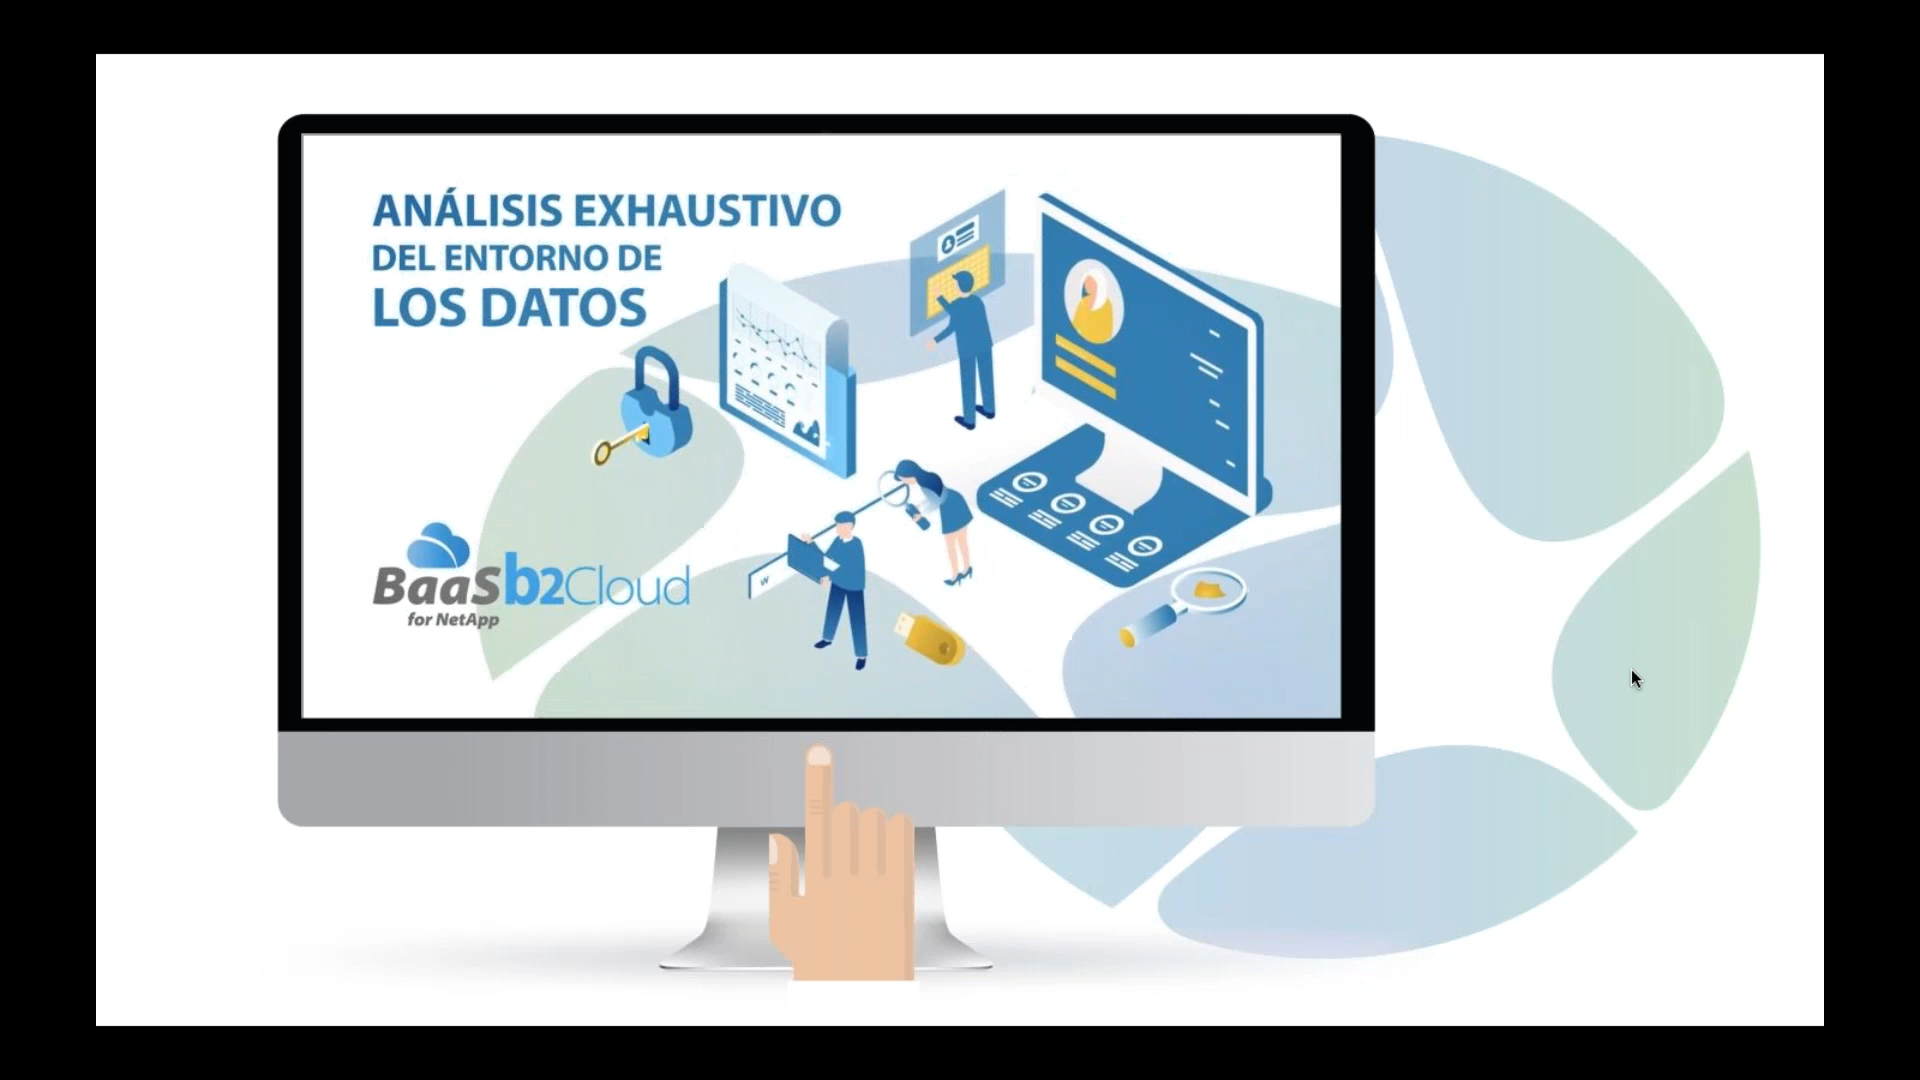 ANÁLISIS EXHAUSTIVO
DEL ENTORNO DE
LOS DATOS
BaaSb2Cloud
for NetApp
W